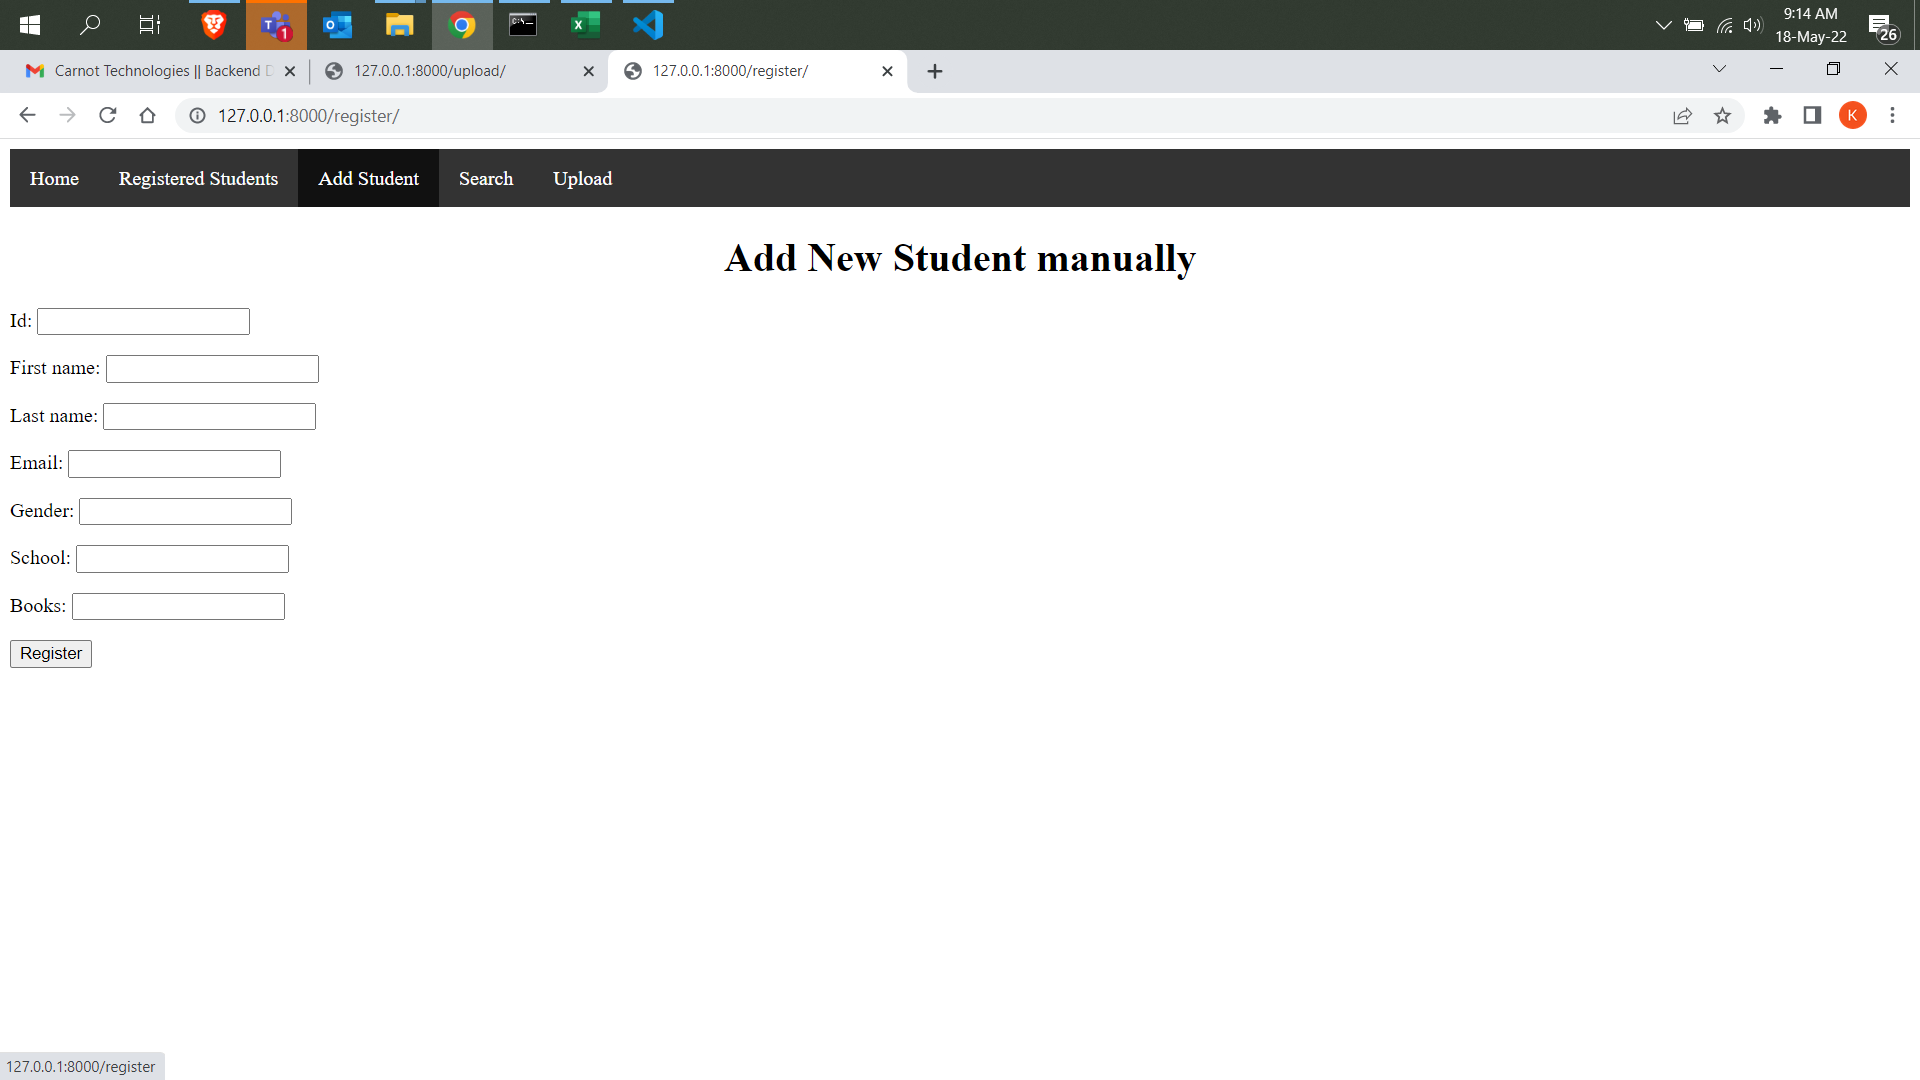 9:14 AM
18-May-22
1
26
Carnot Technologies || Backend D
127.0.0.1:8000/upload/
127.0.0.1:8000/register/
127.0.0.1:8000/register/
K
Home Registered Students Add Student Search Upload
Add New Student manually
Id:
First name:
Last name:
Email:
Gender:
School:
Books:
Register
127.0.0.1:8000/register